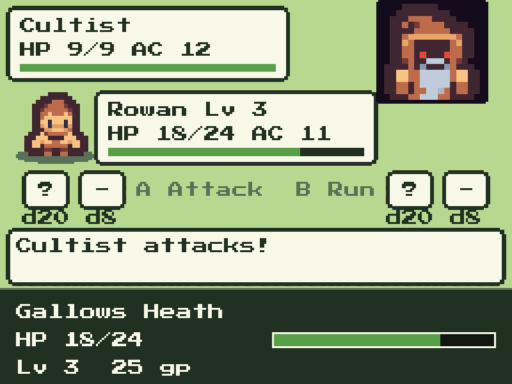 Cultist
HP 9/9 AC 12
Rowan Lv 3
HP 18/24 AC 11
? - A Attack B Run ? -
d20 d8 d20 d8
Cultist attacks!
Gallows Heath
HP 18/24
Lv 3 25 gp